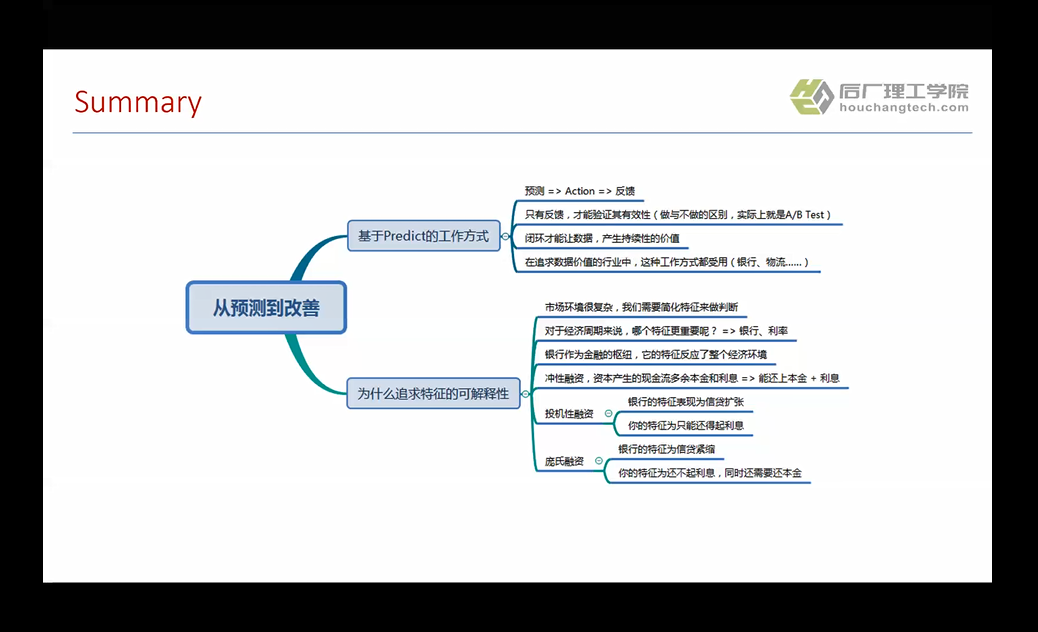 Summary
后厂理工学院
houchangtech.com
从预测到改善
基于Predict的工作方式
预测 => Action => 反馈
只有反馈，才能验证其有效性（做与不做的区别，实际上就是A/B Test）
闭环才能让数据，产生持续性的价值
在追求数据价值的行业中，这种工作方式都受用（银行、物流......）
为什么追求特征的可解释性
市场环境很复杂，我们需要简化特征来做判断
对于经济周期来说，哪个特征更重要呢？ => 银行、利率
银行作为金融的枢纽，它的特征反应了整个经济环境
冲性融资，资本产生的现金流多余本金和利息 => 能还上本金 + 利息
投机性融资
银行的特征表现为信贷扩张
你的特征为只能还得起利息
庞氏融资
银行的特征为信贷紧缩
你的特征为还不起利息，同时还需要还本金